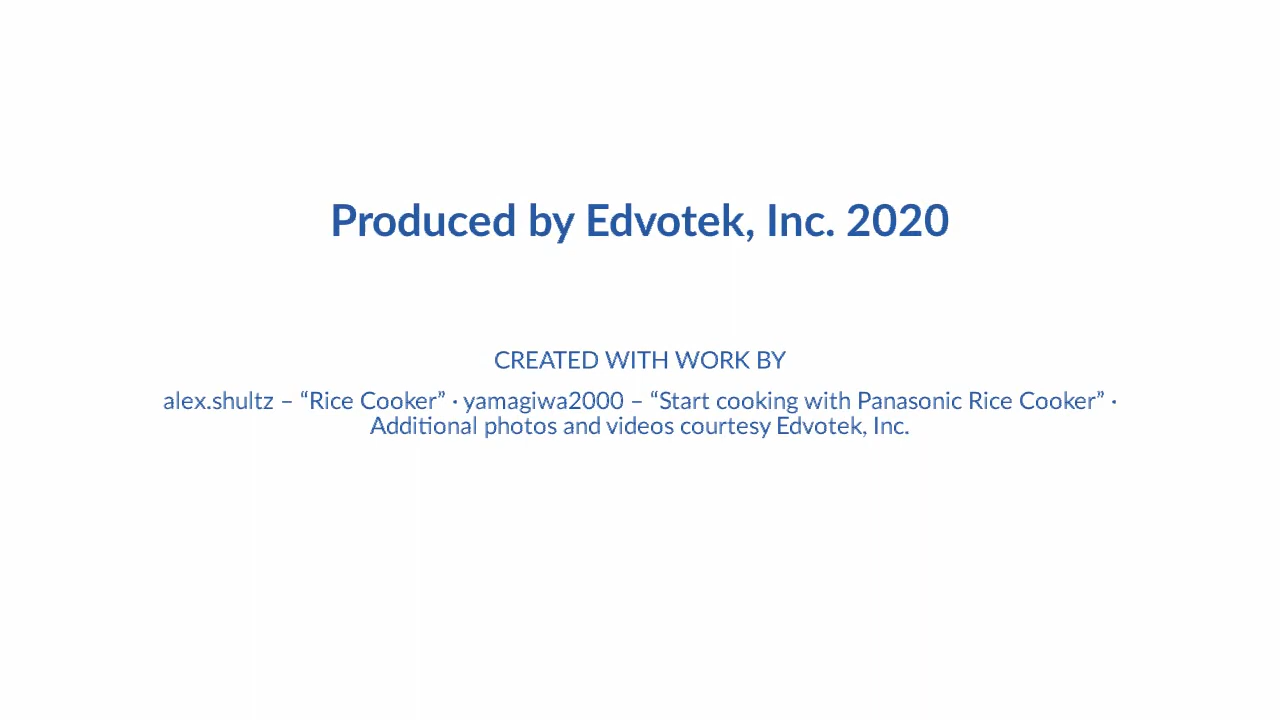 Produced by Edvotek, Inc. 2020
CREATED WITH WORK BY
alex.shultz – “Rice Cooker” · yamagiwa2000 – “Start cooking with Panasonic Rice Cooker” ·
Additional photos and videos courtesy Edvotek, Inc.